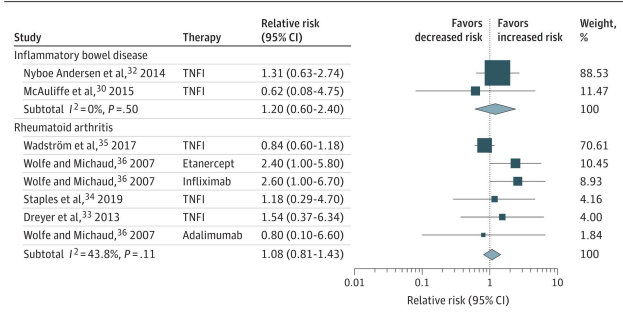 Study Therapy Relative risk (95% CI) Favors decreased risk Favors increased risk Weight, %
Inflammatory bowel disease
Nyboe Andersen et al,32 2014 TNFI 1.31 (0.63-2.74) 88.53
McAuliffe et al,30 2015 TNFI 0.62 (0.08-4.75) 11.47
Subtotal I2 = 0%, P = .50 1.20 (0.60-2.40) 100
Rheumatoid arthritis
Wadström et al,35 2017 TNFI 0.84 (0.60-1.18) 70.61
Wolfe and Michaud,36 2007 Etanercept 2.40 (1.00-5.80) 10.45
Wolfe and Michaud,36 2007 Infliximab 2.60 (1.00-6.70) 8.93
Staples et al,34 2019 TNFI 1.18 (0.29-4.70) 4.16
Dreyer et al,33 2013 TNFI 1.54 (0.37-6.34) 4.00
Wolfe and Michaud,36 2007 Adalimumab 0.80 (0.10-6.60) 1.84
Subtotal I2 = 43.8%, P = .11 1.08 (0.81-1.43) 100
0.01 0.1 1 10
Relative risk (95% CI)